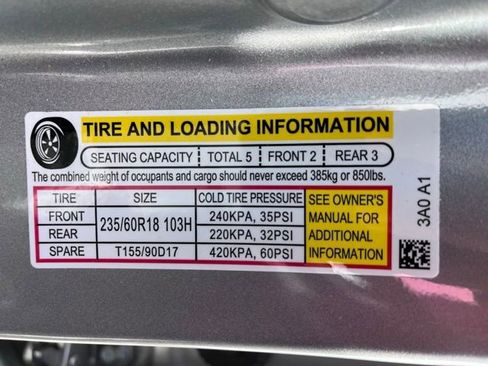 TIRE AND LOADING INFORMATION
SEATING CAPACITY TOTAL 5 FRONT 2 REAR 3
The combined weight of occupants and cargo should never exceed 385kg or 850lbs.
TIRE SIZE COLD TIRE PRESSURE
FRONT 235/60R18 103H 240KPA, 35PSI
REAR 220KPA, 32PSI
SPARE T155/90D17 420KPA, 60PSI
SEE OWNER'S
MANUAL FOR
ADDITIONAL
INFORMATION
3A0 A1